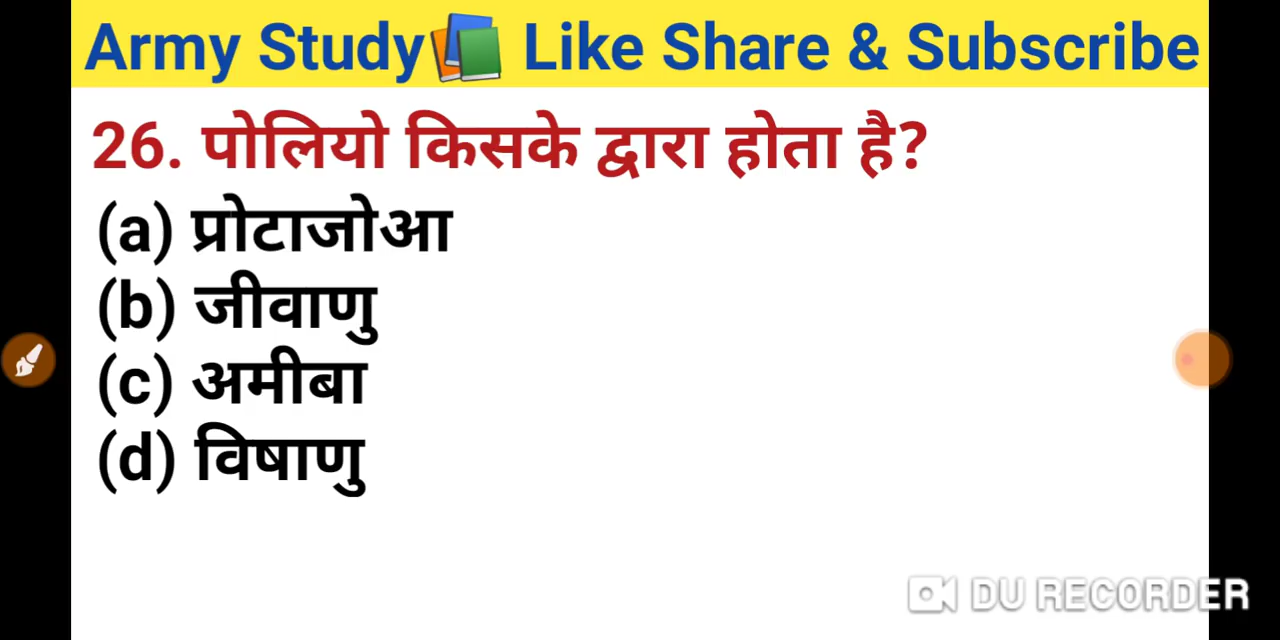 Army Study📚 Like Share & Subscribe
26. पोलियो किसके द्वारा होता है?
(a) प्रोटाजोआ
(b) जीवाणु
(c) अमीबा
(d) विषाणु
DU RECORDER